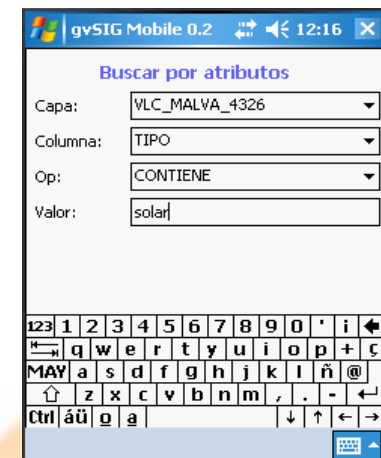 gvSIG Mobile 0.2 12:16
Buscar por atributos
Capa: VLC_MALVA_4326
Columna: TIPO
Op: CONTIENE
Valor: solar
123 1 2 3 4 5 6 7 8 9 0 ' ¡
q w e r t y u i o p + ç
MAY a s d f g h j k l ñ @
z x c v b n m , . -
Ctrl áü º ª ↓ ↑ ← →